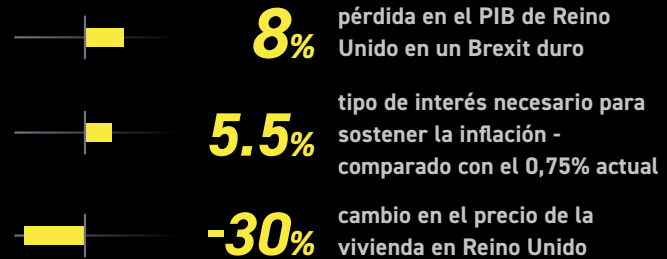 8%
pérdida en el PIB de Reino
Unido en un Brexit duro
5.5%
tipo de interés necesario para
sostener la inflación -
comparado con el 0,75% actual
-30%
cambio en el precio de la
vivienda en Reino Unido